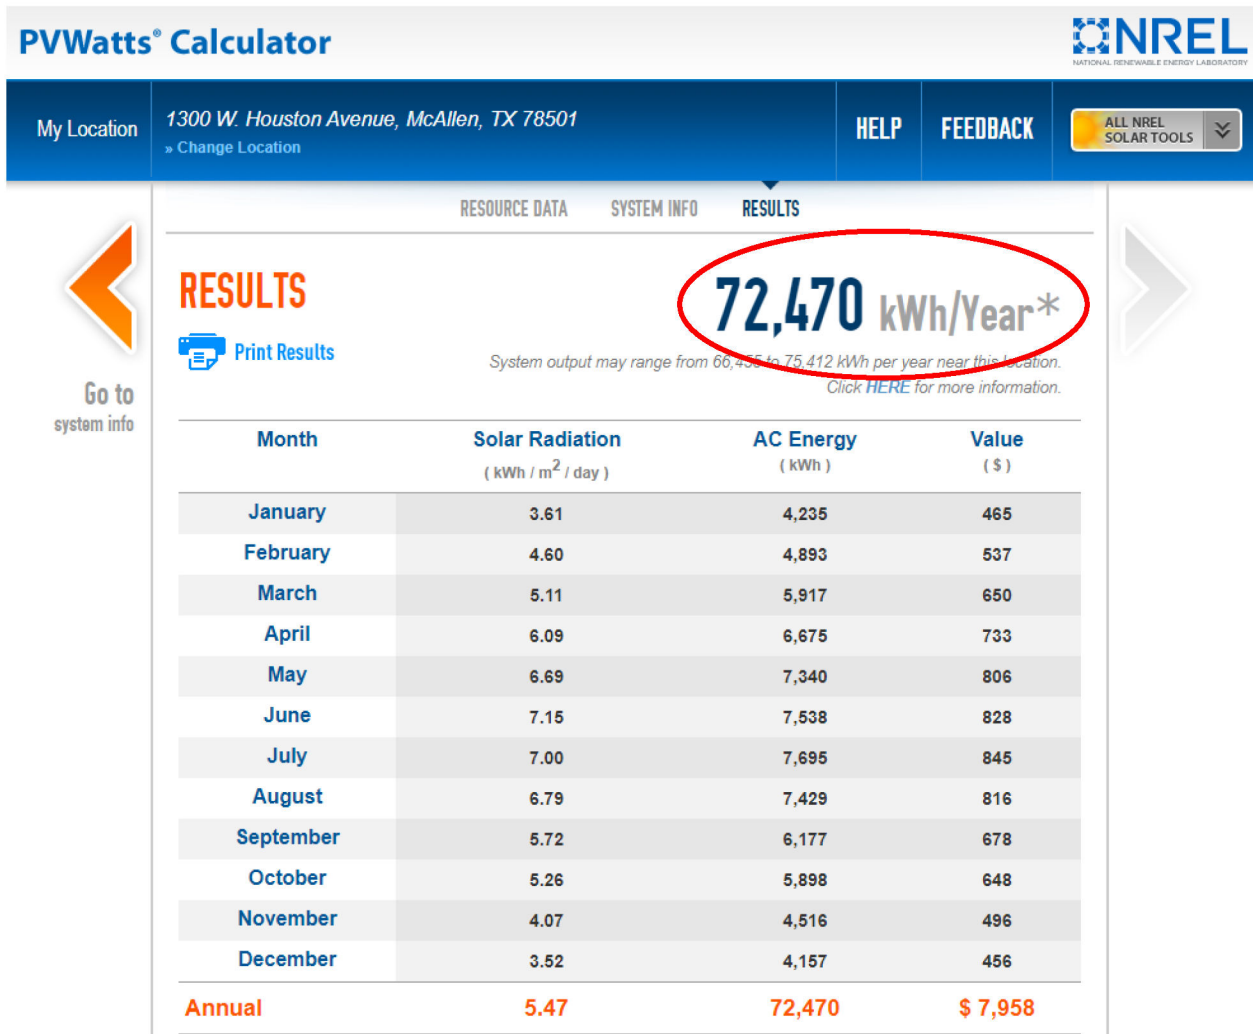 PVWatts® Calculator
NREL
NATIONAL RENEWABLE ENERGY LABORATORY
My Location
1300 W. Houston Avenue, McAllen, TX 78501
» Change Location
HELP
FEEDBACK
ALL NREL
SOLAR TOOLS
RESOURCE DATA SYSTEM INFO RESULTS
RESULTS
72,470 kWh/Year*
Print Results
System output may range from 66,455 to 75,412 kWh per year near this location.
Click HERE for more information.
Go to
system info
Month Solar Radiation AC Energy Value
( kWh / m2 / day ) ( kWh ) ( $ )
January 3.61 4,235 465
February 4.60 4,893 537
March 5.11 5,917 650
April 6.09 6,675 733
May 6.69 7,340 806
June 7.15 7,538 828
July 7.00 7,695 845
August 6.79 7,429 816
September 5.72 6,177 678
October 5.26 5,898 648
November 4.07 4,516 496
December 3.52 4,157 456
Annual 5.47 72,470 $ 7,958